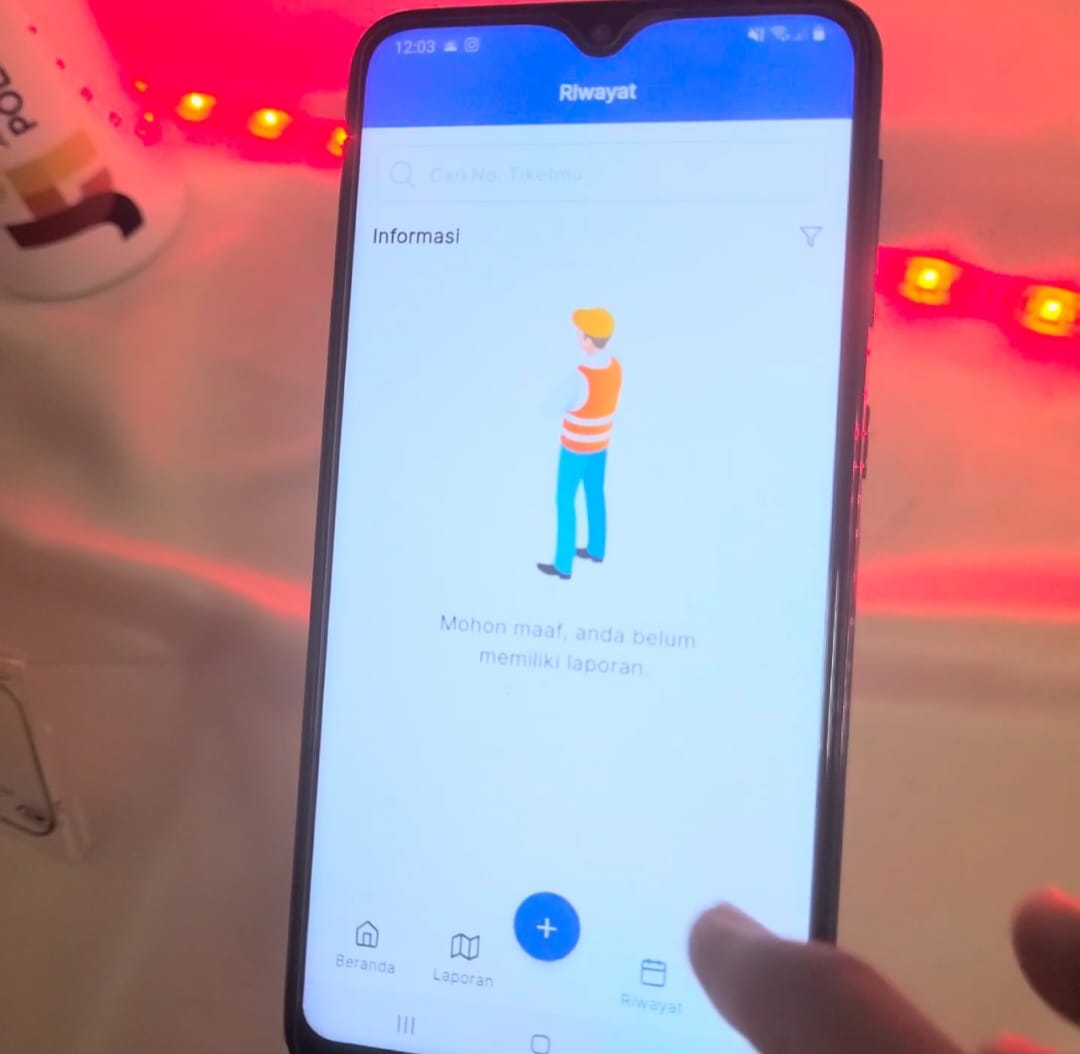 12:03
Riwayat
Cari No. Tiketmu
Informasi
Mohon maaf, anda belum
memiliki laporan.
+
Beranda
Laporan
Riwayat